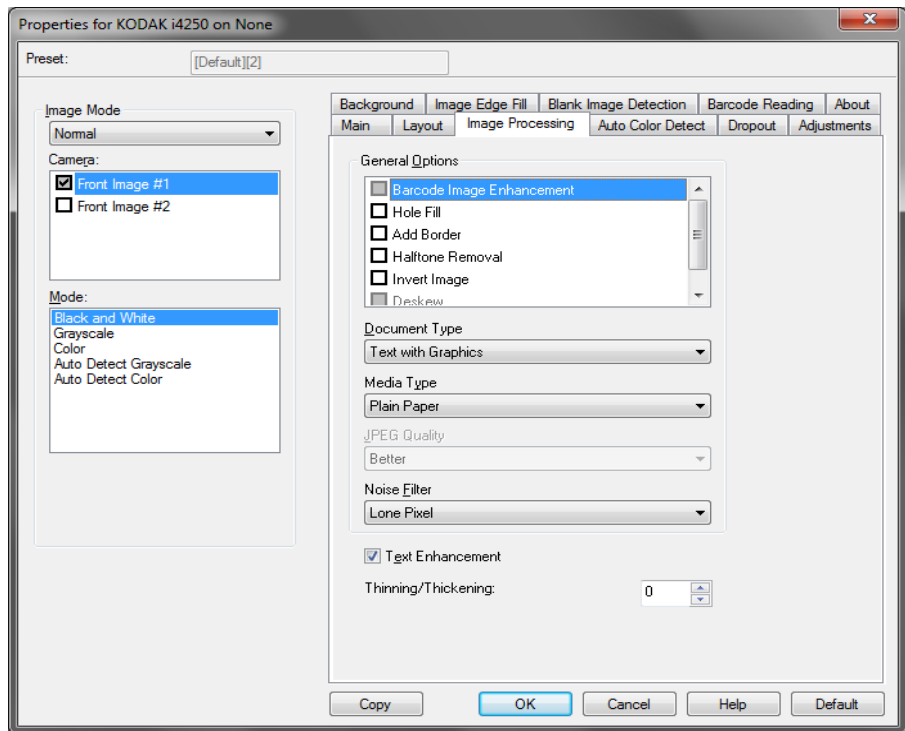 Properties for KODAK i4250 on None
Preset:
[Default][2]
Image Mode
Normal
Camera:
Front Image #1
Front Image #2
Mode:
Black and White
Grayscale
Color
Auto Detect Grayscale
Auto Detect Color
Background
Image Edge Fill
Blank Image Detection
Barcode Reading
About
Main
Layout
Image Processing
Auto Color Detect
Dropout
Adjustments
General Options
Barcode Image Enhancement
Hole Fill
Add Border
Halftone Removal
Invert Image
Deskew
Document Type
Text with Graphics
Media Type
Plain Paper
JPEG Quality
Better
Noise Filter
Lone Pixel
Text Enhancement
Thinning/Thickening:
0
Copy
OK
Cancel
Help
Default